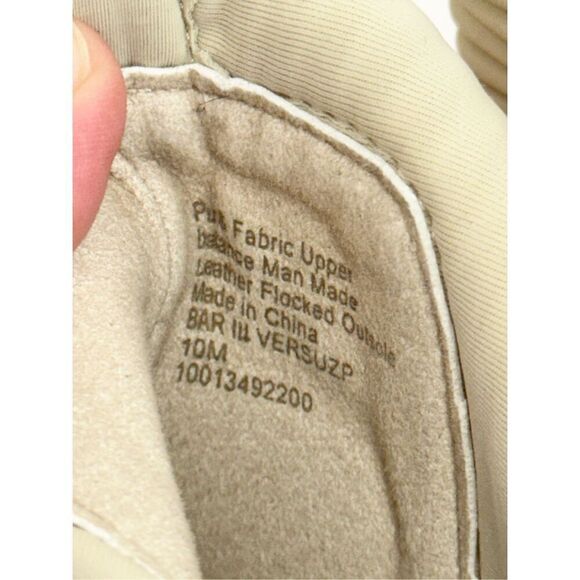 Pu& Fabric Upper
balance Man Made
Leather Flocked Outsole
Made in China
BAR III VERSUZP
10M
10013492200